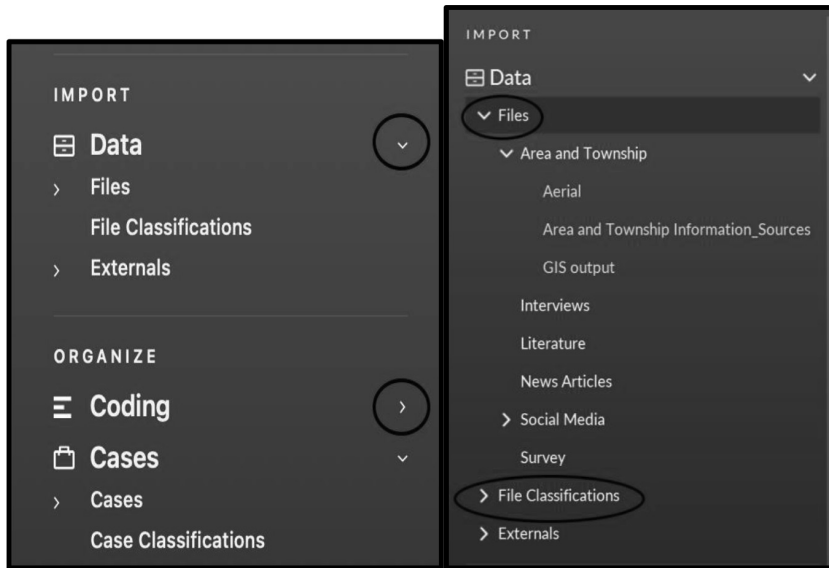 IMPORT
Data
Files
File Classifications
Externals
ORGANIZE
Coding
Cases
Cases
Case Classifications
IMPORT
Data
Files
Area and Township
Aerial
Area and Township Information_Sources
GIS output
Interviews
Literature
News Articles
Social Media
Survey
File Classifications
Externals